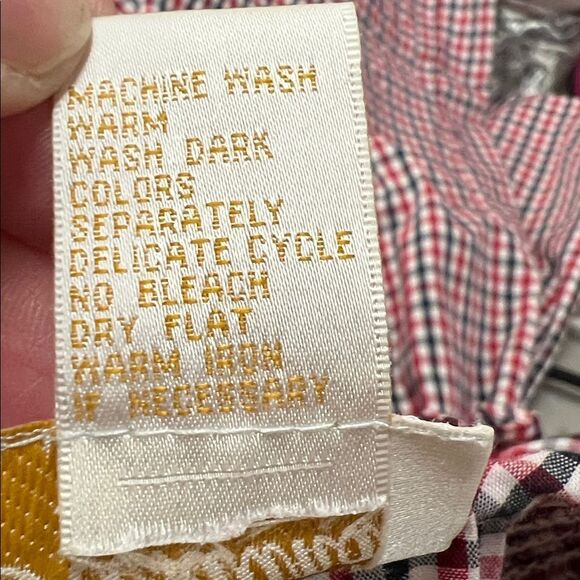 MACHINE WASH
WARM
WASH DARK
COLORS
SEPARATELY
DELICATE CYCLE
NO BLEACH
DRY FLAT
WARM IRON
IF NECESSARY